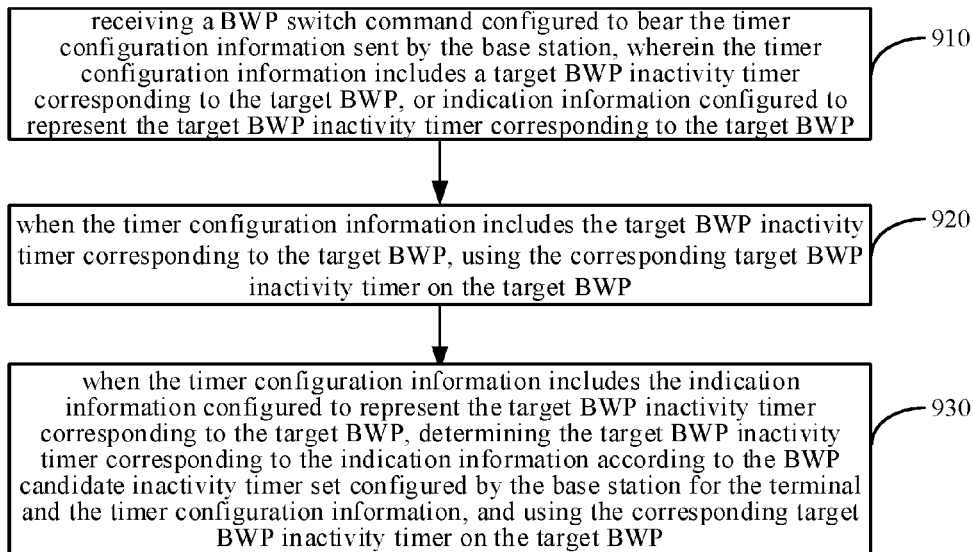 receiving a BWP switch command configured to bear the timer
configuration information sent by the base station, wherein the timer
configuration information includes a target BWP inactivity timer
corresponding to the target BWP, or indication information configured to
represent the target BWP inactivity timer corresponding to the target BWP
910
when the timer configuration information includes the target BWP inactivity
timer corresponding to the target BWP, using the corresponding target BWP
inactivity timer on the target BWP
920
when the timer configuration information includes the indication
information configured to represent the target BWP inactivity timer
corresponding to the target BWP, determining the target BWP inactivity
timer corresponding to the indication information according to the BWP
candidate inactivity timer set configured by the base station for the terminal
and the timer configuration information, and using the corresponding target
BWP inactivity timer on the target BWP
930